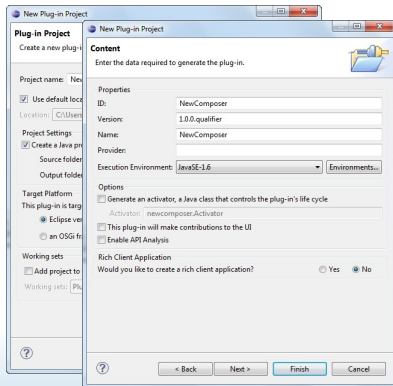 New Plug-in Project
Plug-in Project
Create a new plug-i
Project name: Nev
Use default loca
Location: C:\Users
Project Settings
Create a Java pr
Source folder
Output folder
Target Platform
This plug-in is targ
Eclipse ver
an OSGi fr
Working sets
Add project to
Working sets: Plu
New Plug-in Project
Content
Enter the data required to generate the plug-in.
Properties
ID: NewComposer
Version: 1.0.0.qualifier
Name: NewComposer
Provider:
Execution Environment: JavaSE-1.6 Environments...
Options
Generate an activator, a Java class that controls the plug-in's life cycle
Activator: newcomposer.Activator
This plug-in will make contributions to the UI
Enable API Analysis
Rich Client Application
Would you like to create a rich client application? Yes No
? < Back Next > Finish Cancel